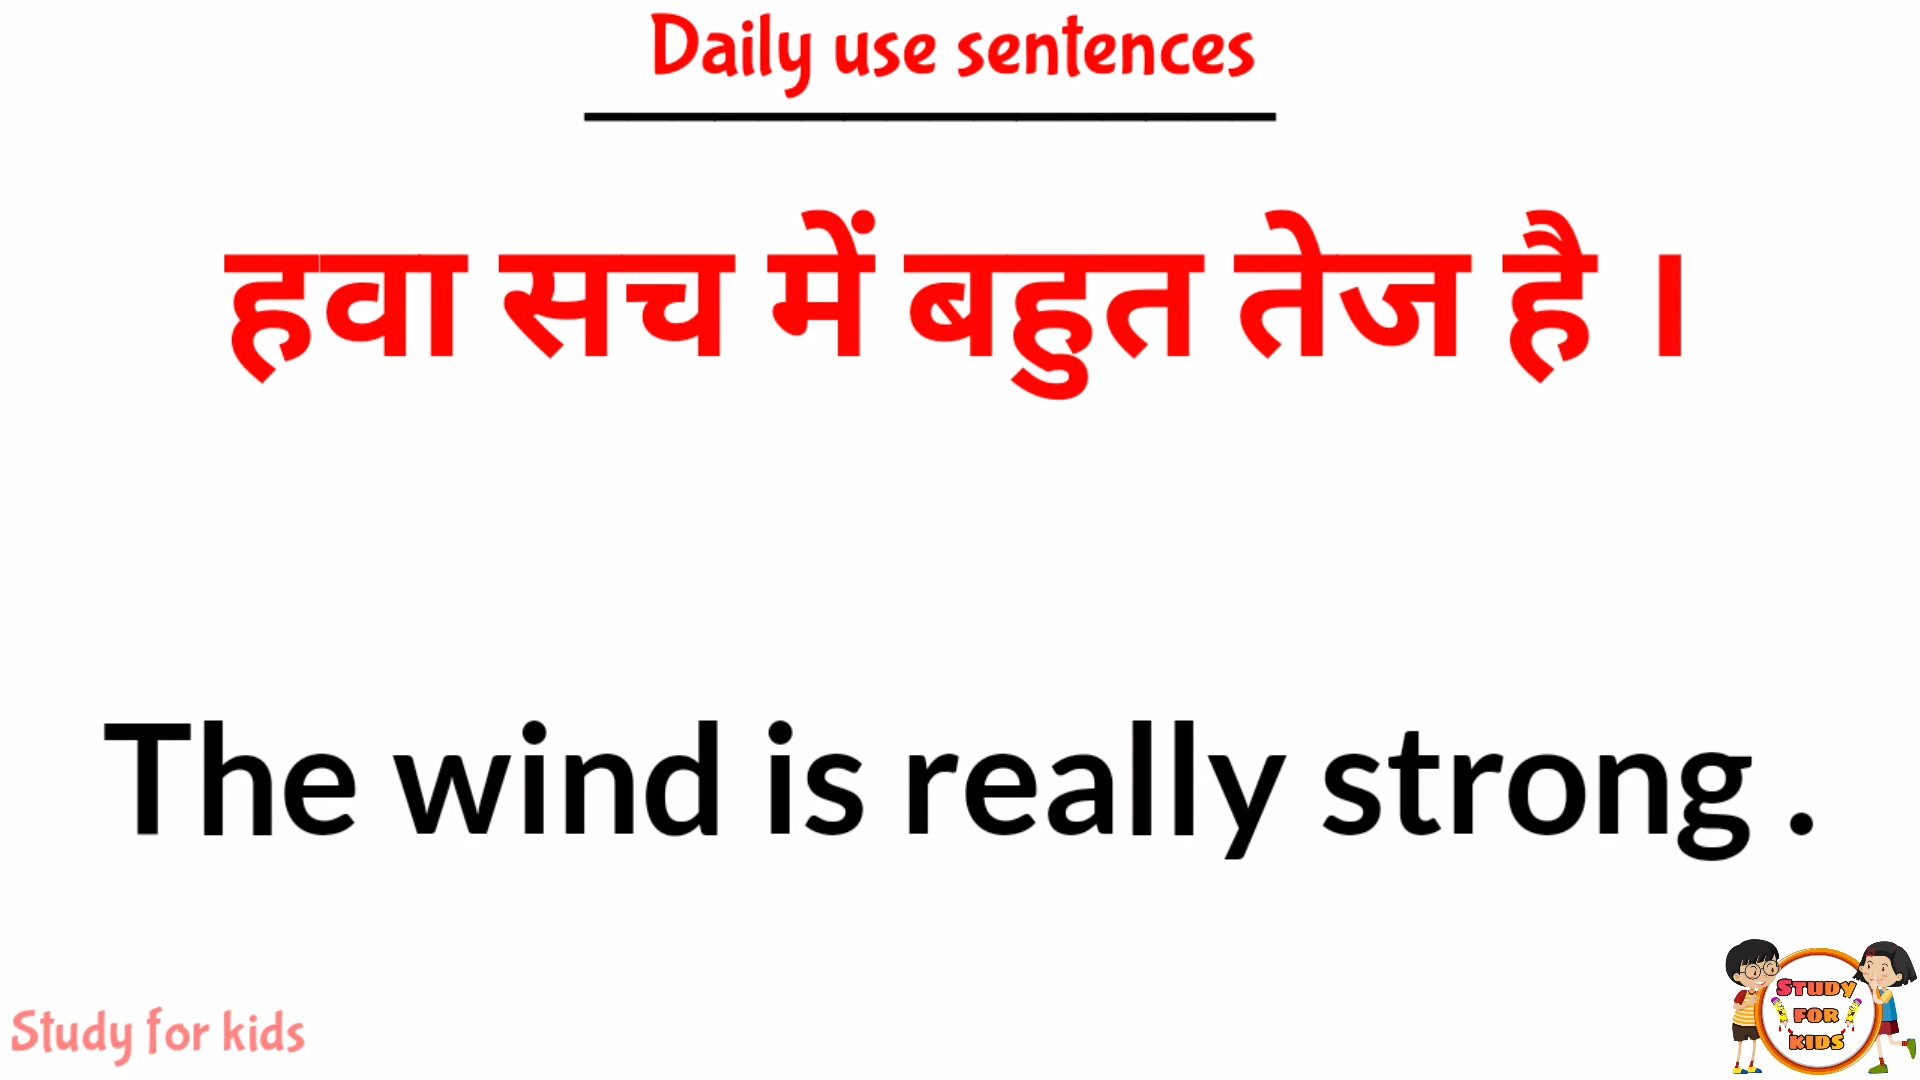 Daily use sentences
हवा सच में बहुत तेज है ।
The wind is really strong .
Study for kids
STUDY
FOR
KIDS